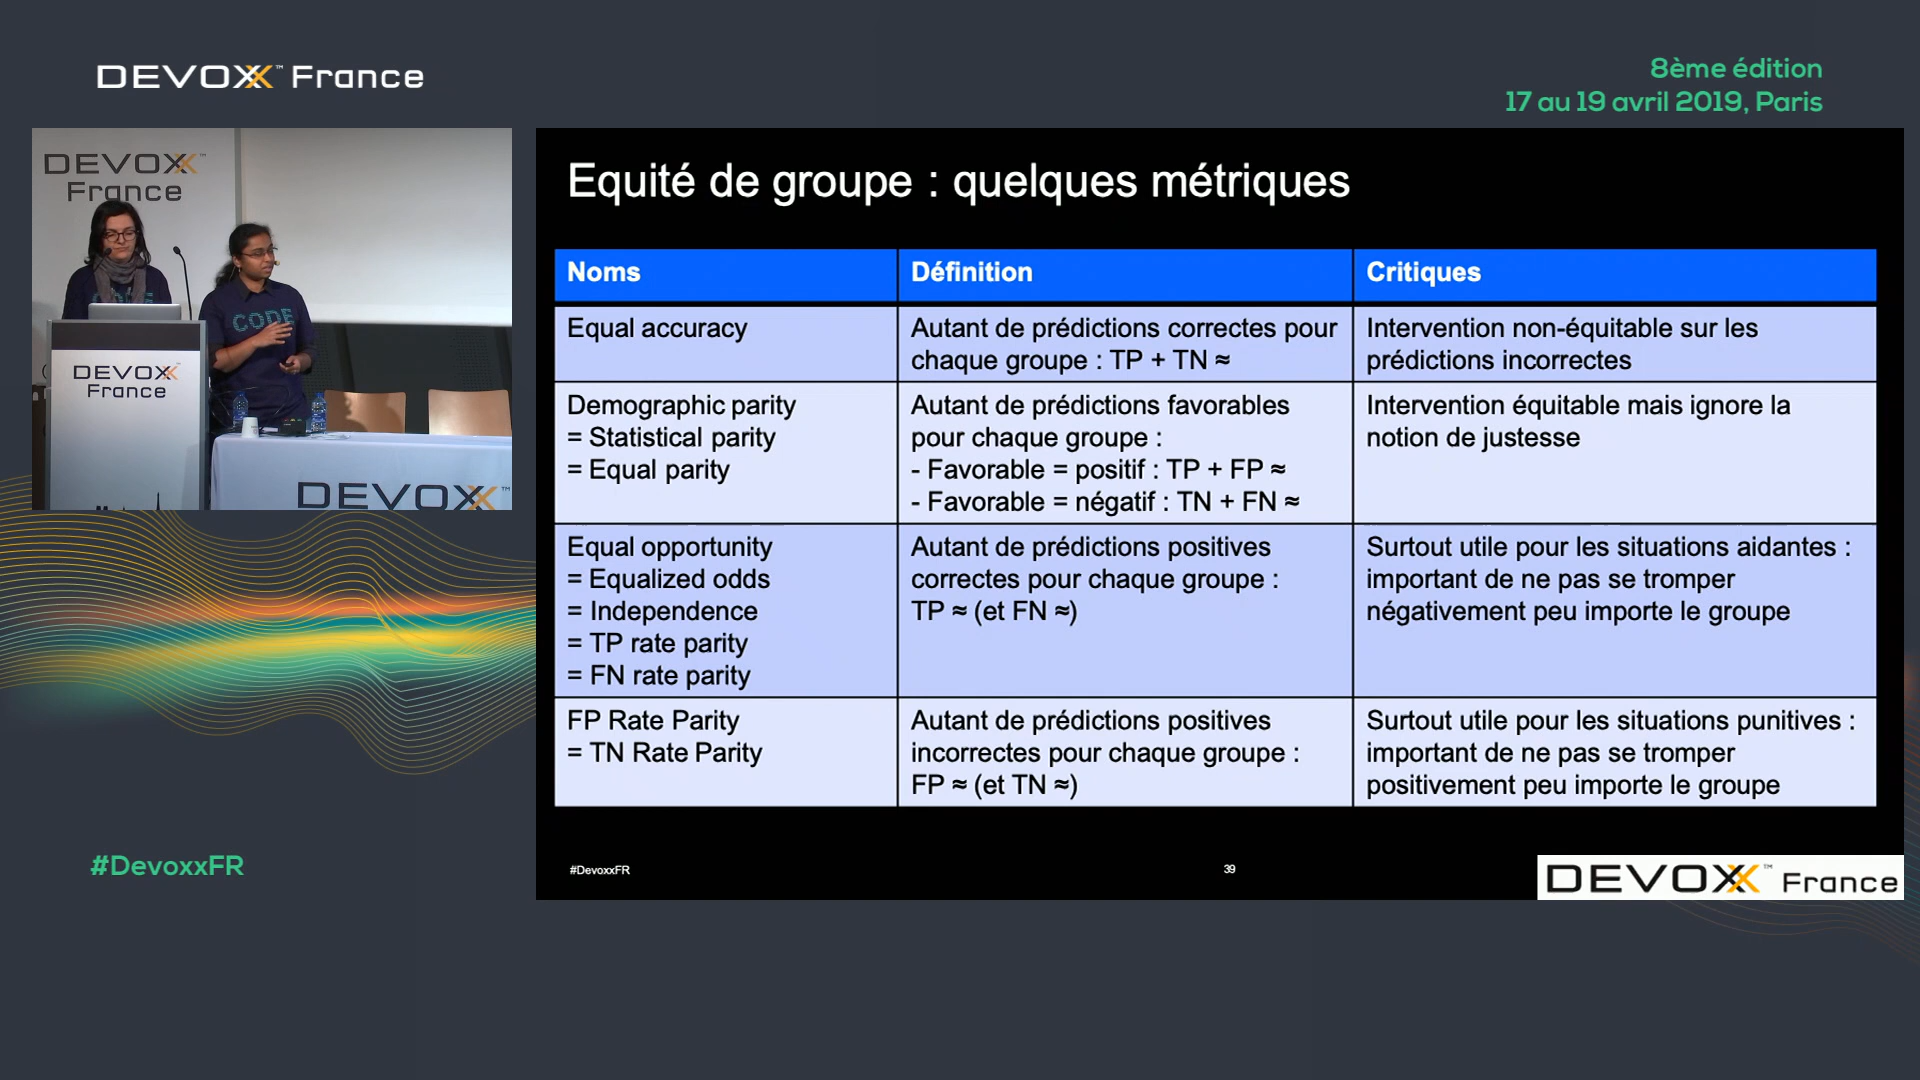 DEVOXX™ France
8ème édition
17 au 19 avril 2019, Paris
DEVOXX™
France
CODE
CODE
DEVOXX
France
DEVOXX™
Equité de groupe : quelques métriques
Noms
Définition
Critiques
Equal accuracy
Autant de prédictions correctes pour
chaque groupe : TP + TN ≈
Intervention non-équitable sur les
prédictions incorrectes
Demographic parity
= Statistical parity
= Equal parity
Autant de prédictions favorables
pour chaque groupe :
- Favorable = positif : TP + FP ≈
- Favorable = négatif : TN + FN ≈
Intervention équitable mais ignore la
notion de justesse
Equal opportunity
= Equalized odds
= Independence
= TP rate parity
= FN rate parity
Autant de prédictions positives
correctes pour chaque groupe :
TP ≈ (et FN ≈)
Surtout utile pour les situations aidantes :
important de ne pas se tromper
négativement peu importe le groupe
FP Rate Parity
= TN Rate Parity
Autant de prédictions positives
incorrectes pour chaque groupe :
FP ≈ (et TN ≈)
Surtout utile pour les situations punitives :
important de ne pas se tromper
positivement peu importe le groupe
#DevoxxFR
39
DEVOXX™ France
#DevoxxFR